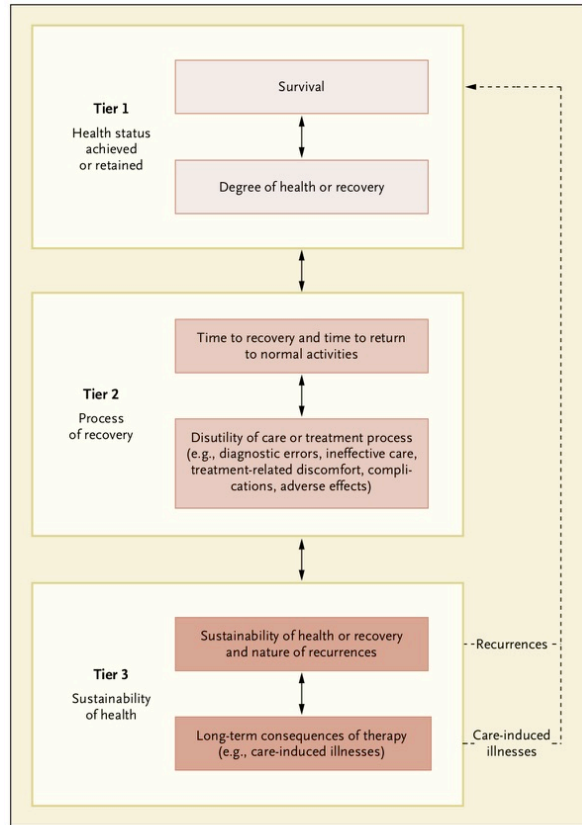 Survival
Tier 1
Health status
achieved
or retained
Degree of health or recovery
Time to recovery and time to return
to normal activities
Tier 2
Process
of recovery
Disutility of care or treatment process
(e.g., diagnostic errors, ineffective care,
treatment-related discomfort, compli-
cations, adverse effects)
Sustainability of health or recovery
and nature of recurrences
Recurrences
Tier 3
Sustainability
of health
Long-term consequences of therapy
(e.g., care-induced illnesses)
Care-induced
illnesses